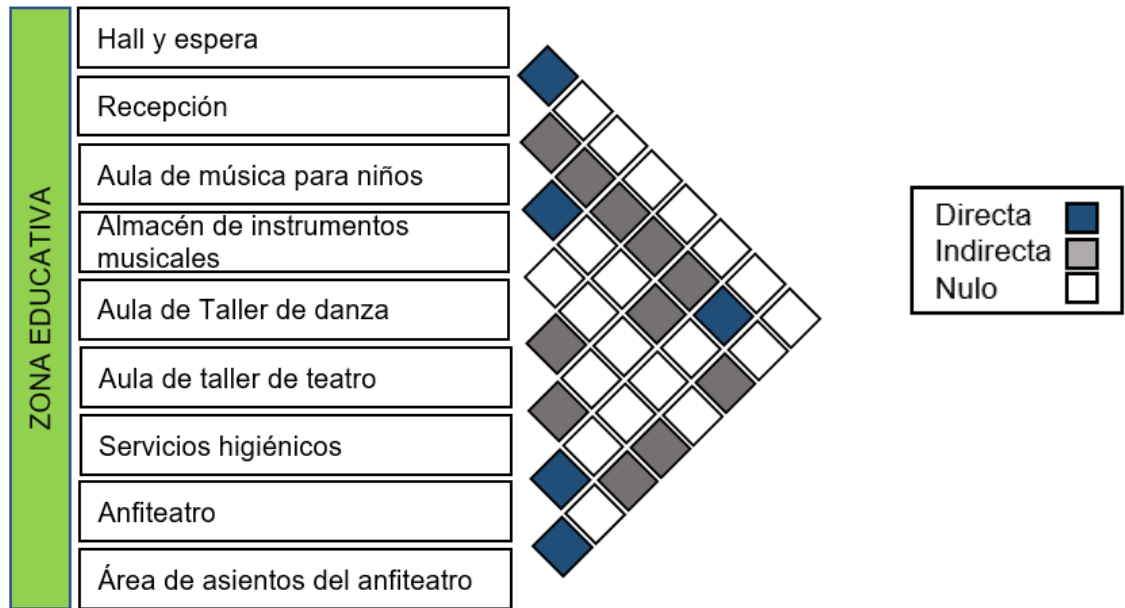 ZONA EDUCATIVA
Hall y espera
Recepción
Aula de música para niños
Almacén de instrumentos
musicales
Aula de Taller de danza
Aula de taller de teatro
Servicios higiénicos
Anfiteatro
Área de asientos del anfiteatro
Directa
Indirecta
Nulo